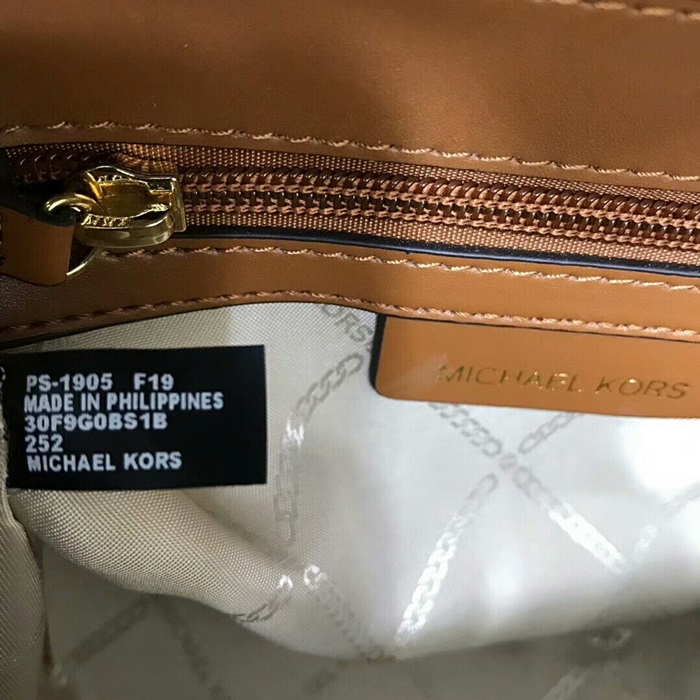 PS-1905 F19
MADE IN PHILIPPINES
30F9G0BS1B
252
MICHAEL KORS
MICHAEL KORS